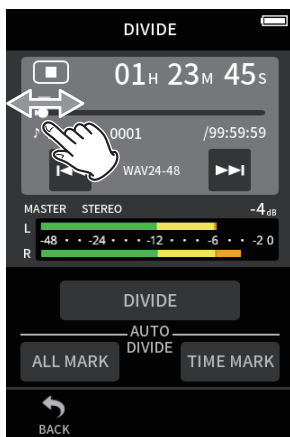 DIVIDE
01H 23M 45S
♪ 0001 /99:59:59
WAV24-48
MASTER STEREO -4dB
L
-48 · · -24 · · · -12 · · · -6 · · -2 0
R
DIVIDE
AUTO
DIVIDE
ALL MARK TIME MARK
BACK